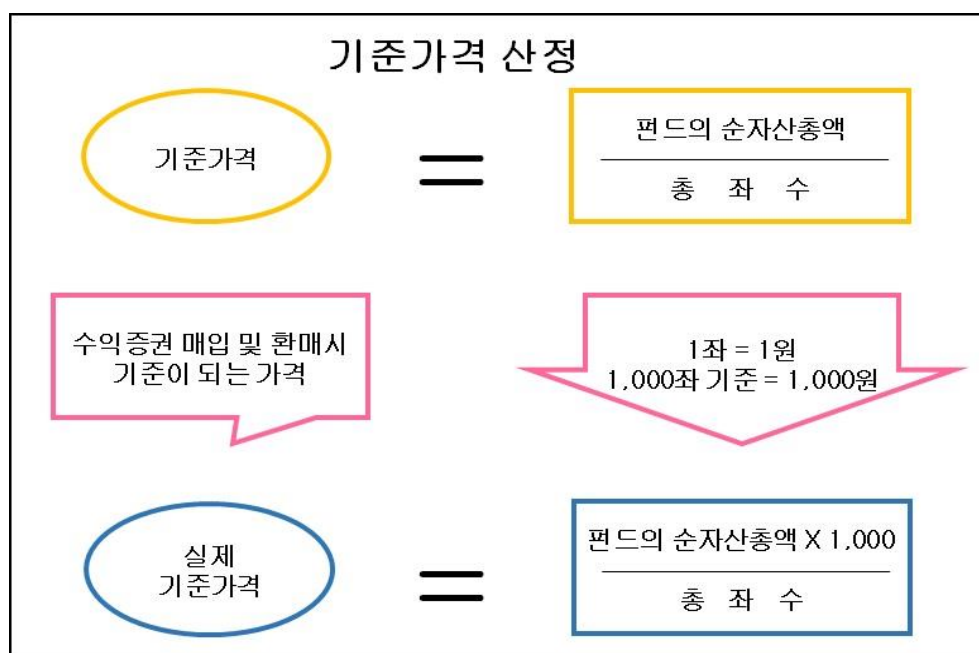 기준가격 산정
기준가격
=
펀드의 순자산총액
총 좌 수
수익증권 매입 및 환매시
기준이 되는 가격
1좌 = 1원
1,000좌 기준 = 1,000원
실제
기준가격
=
펀드의 순자산총액 X 1,000
총 좌 수